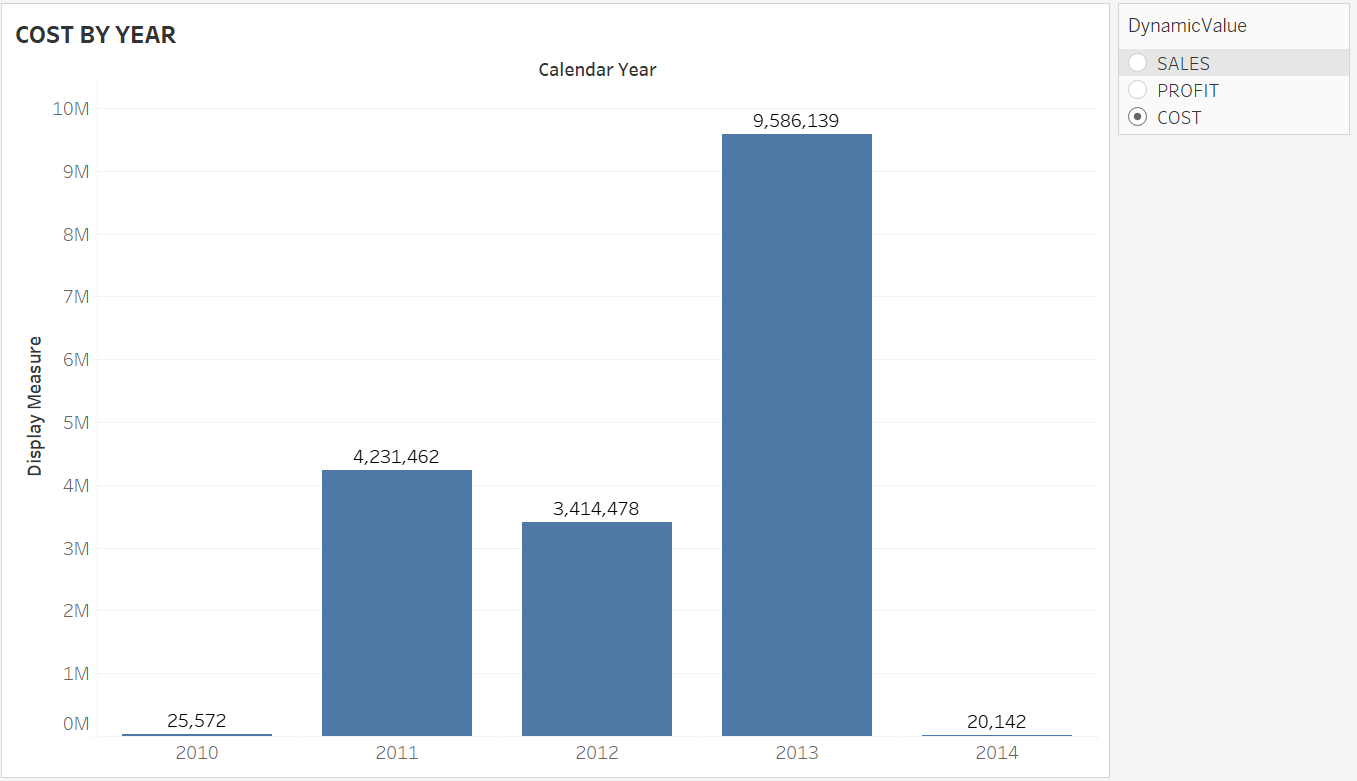 COST BY YEAR
Calendar Year
Display Measure
10M
9M
8M
7M
6M
5M
4M
3M
2M
1M
0M
25,572
4,231,462
3,414,478
9,586,139
20,142
2010
2011
2012
2013
2014
DynamicValue
SALES
PROFIT
COST